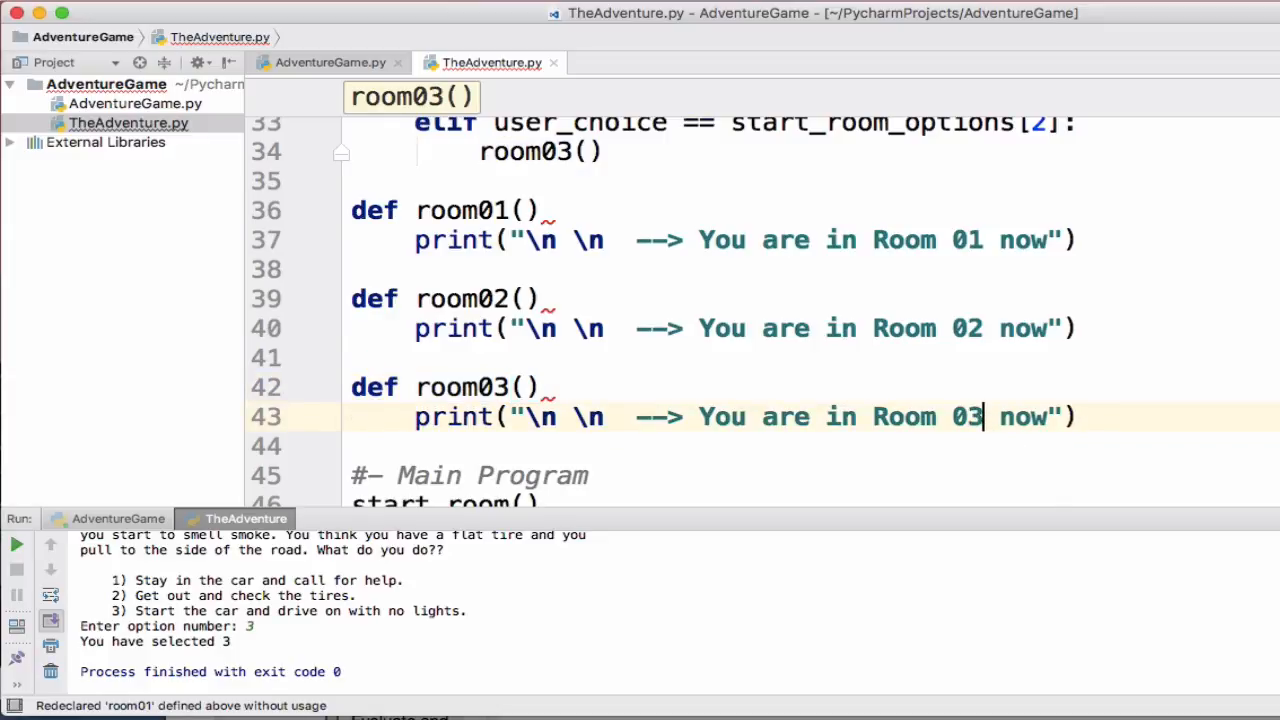 TheAdventure.py - AdventureGame - [~/PycharmProjects/AdventureGame]
AdventureGame TheAdventure.py
Project AdventureGame.py TheAdventure.py
AdventureGame ~/Pycharm
AdventureGame.py
TheAdventure.py
External Libraries
room03()
33 elif user_choice == start_room_options[2]:
34 room03()
35
36 def room01()
37 print("\n \n --> You are in Room 01 now")
38
39 def room02()
40 print("\n \n --> You are in Room 02 now")
41
42 def room03()
43 print("\n \n --> You are in Room 03 now")
44
45 #- Main Program
46 start_room()
Run: AdventureGame TheAdventure
you start to smell smoke. You think you have a flat tire and you
pull to the side of the road. What do you do??
1) Stay in the car and call for help.
2) Get out and check the tires.
3) Start the car and drive on with no lights.
Enter option number: 3
You have selected 3
Process finished with exit code 0
Redeclared 'room01' defined above without usage